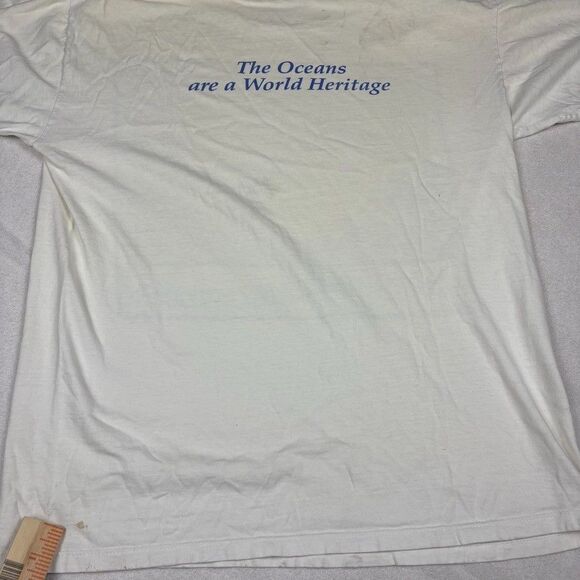 The Oceans
are a World Heritage